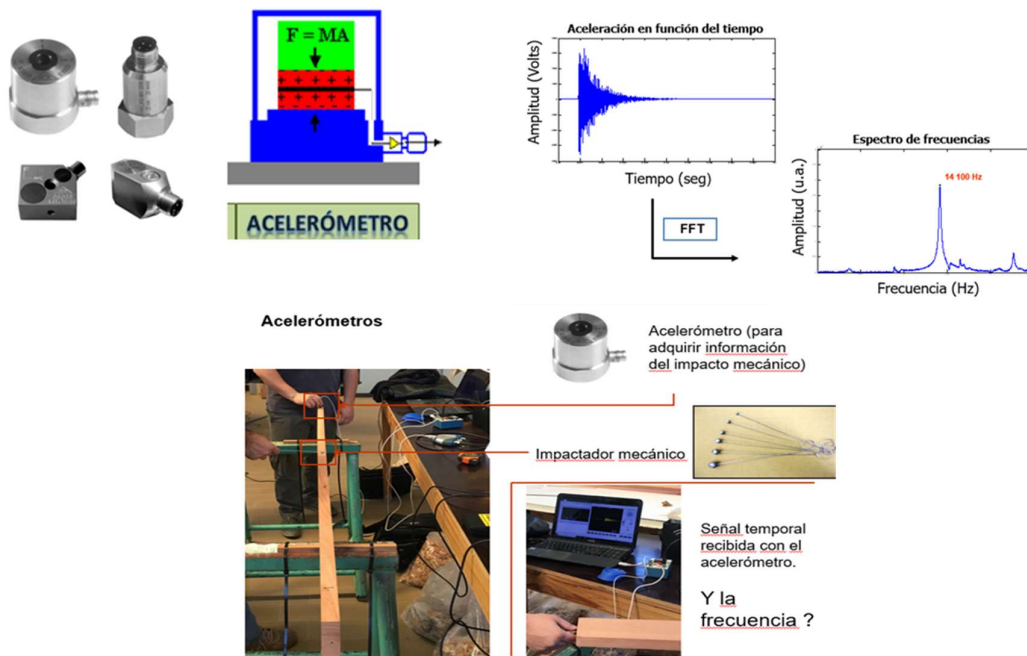 F = MA
ACELERÓMETRO
Aceleración en función del tiempo
Amplitud (Volts)
Tiempo (seg)
FFT
Espectro de frecuencias
14 100 Hz
Amplitud (u.a.)
Frecuencia (Hz)
Acelerómetros
Acelerómetro (para
adquirir información
del impacto mecánico)
Impactador mecánico
Señal temporal
recibida con el
acelerómetro.
Y la
frecuencia ?